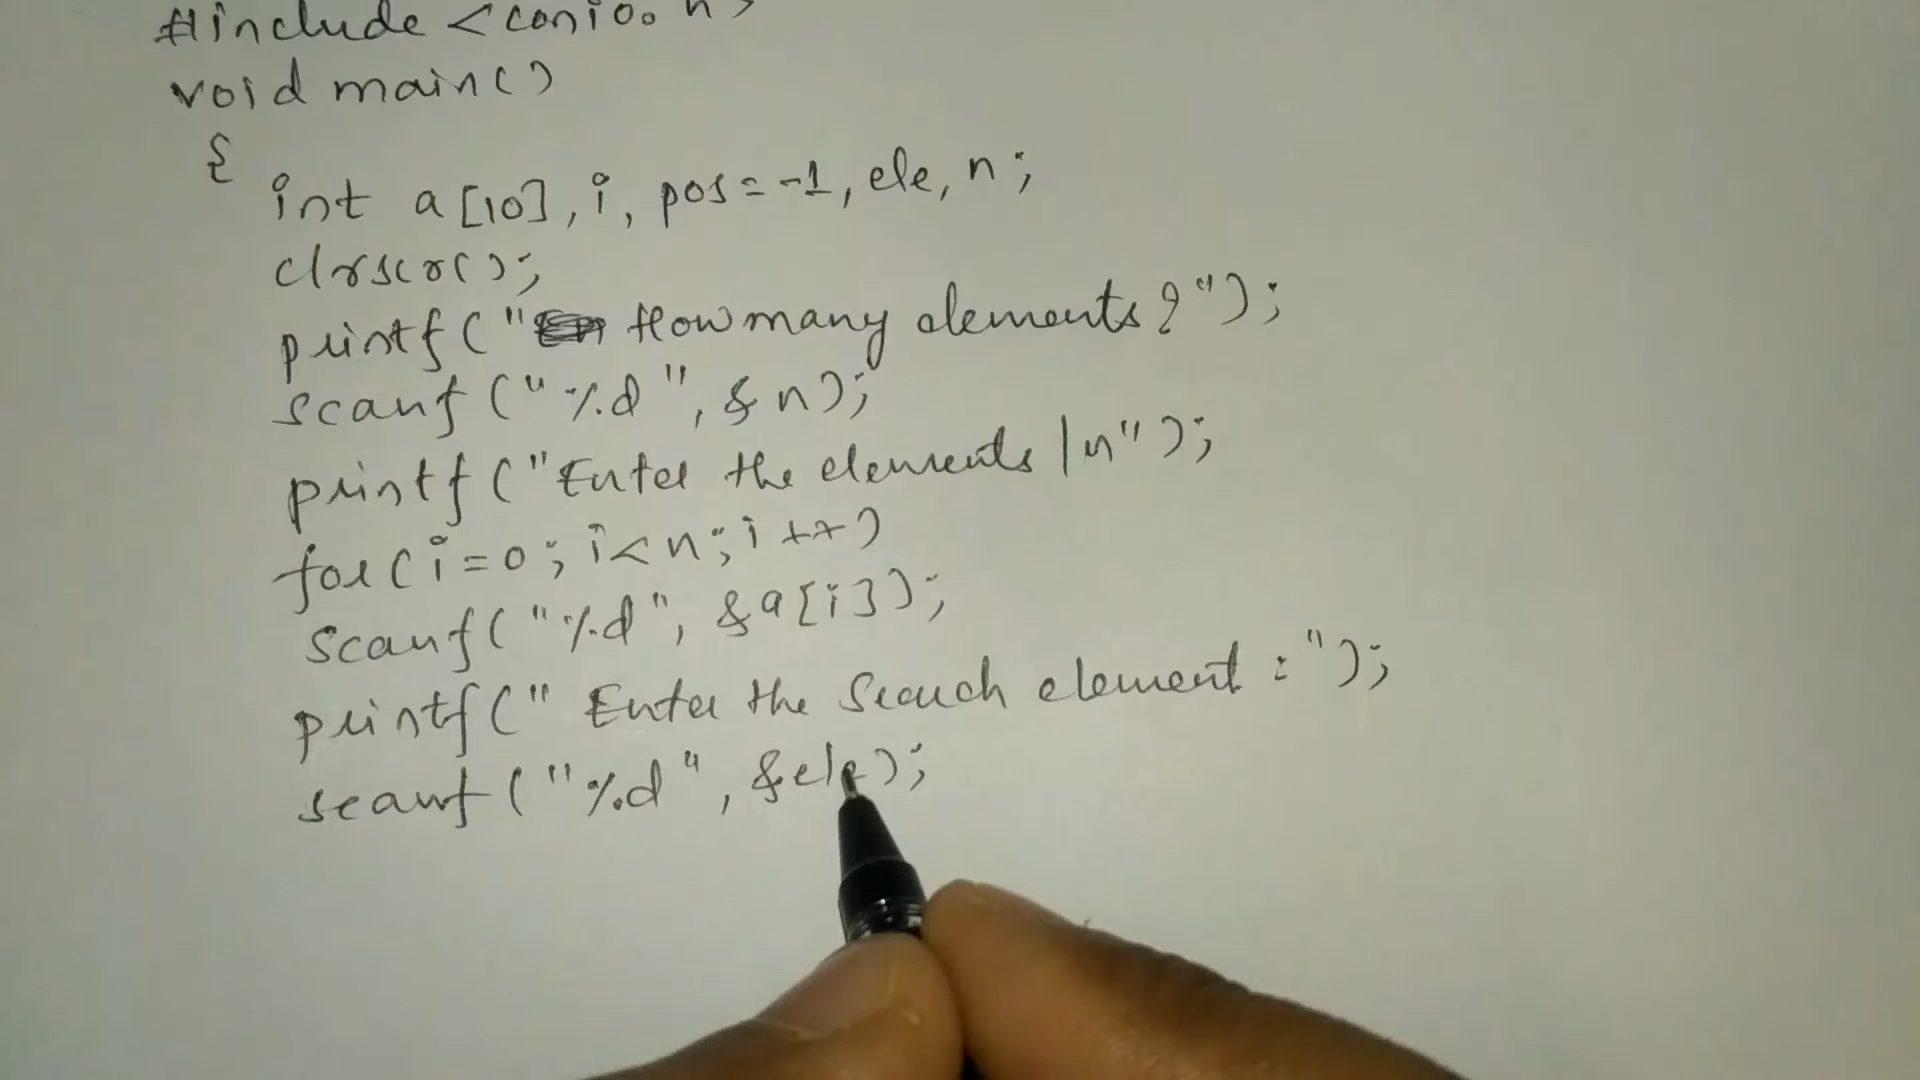 #include <conio.h>
void main()
{
int a[10], i, pos=-1, ele, n;
clrscr();
printf("How many elements?");
scanf("%d", &n);
printf("Enter the elements \n");
for(i=0; i<n; i++)
scanf("%d", &a[i]);
printf("Enter the Search element :");
scanf("%d", &ele);